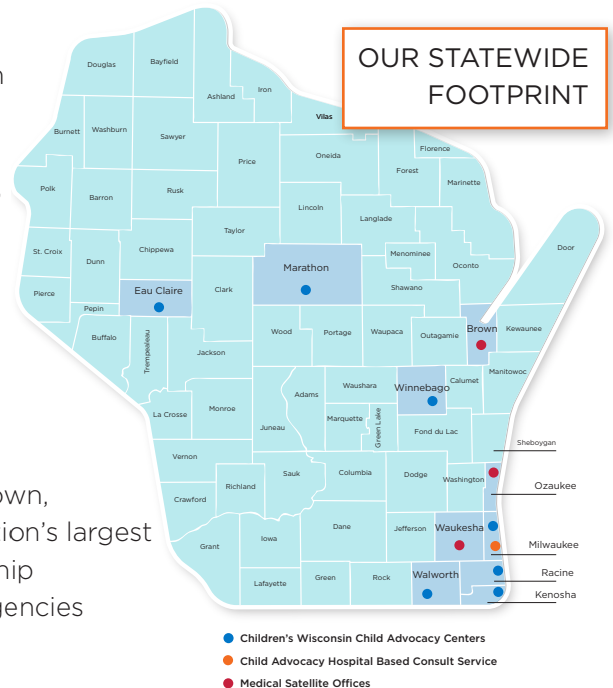 OUR STATEWIDE
FOOTPRINT
n
Douglas
Bayfield
Ashland
Iron
Vilas
Florence
Burnett
Washburn
Sawyer
Price
Oneida
Forest
Marinette
Polk
Barron
Rusk
Lincoln
Langlade
Taylor
St. Croix
Dunn
Chippewa
Menominee
Oconto
Door
Marathon
Shawano
Pierce
Pepin
Eau Claire
Clark
Brown
Kewaunee
Buffalo
Trempealeau
Jackson
Wood
Portage
Waupaca
Outagamie
Manitowoc
Winnebago
Calumet
La Crosse
Monroe
Juneau
Adams
Waushara
Marquette
Green Lake
Fond du Lac
Sheboygan
Vernon
Richland
Sauk
Columbia
Dodge
Washington
Ozaukee
Crawford
own,
tion's largest
hip
gencies
Grant
Iowa
Dane
Jefferson
Waukesha
Milwaukee
Lafayette
Green
Rock
Walworth
Racine
Kenosha
Children's Wisconsin Child Advocacy Centers
Child Advocacy Hospital Based Consult Service
Medical Satellite Offices